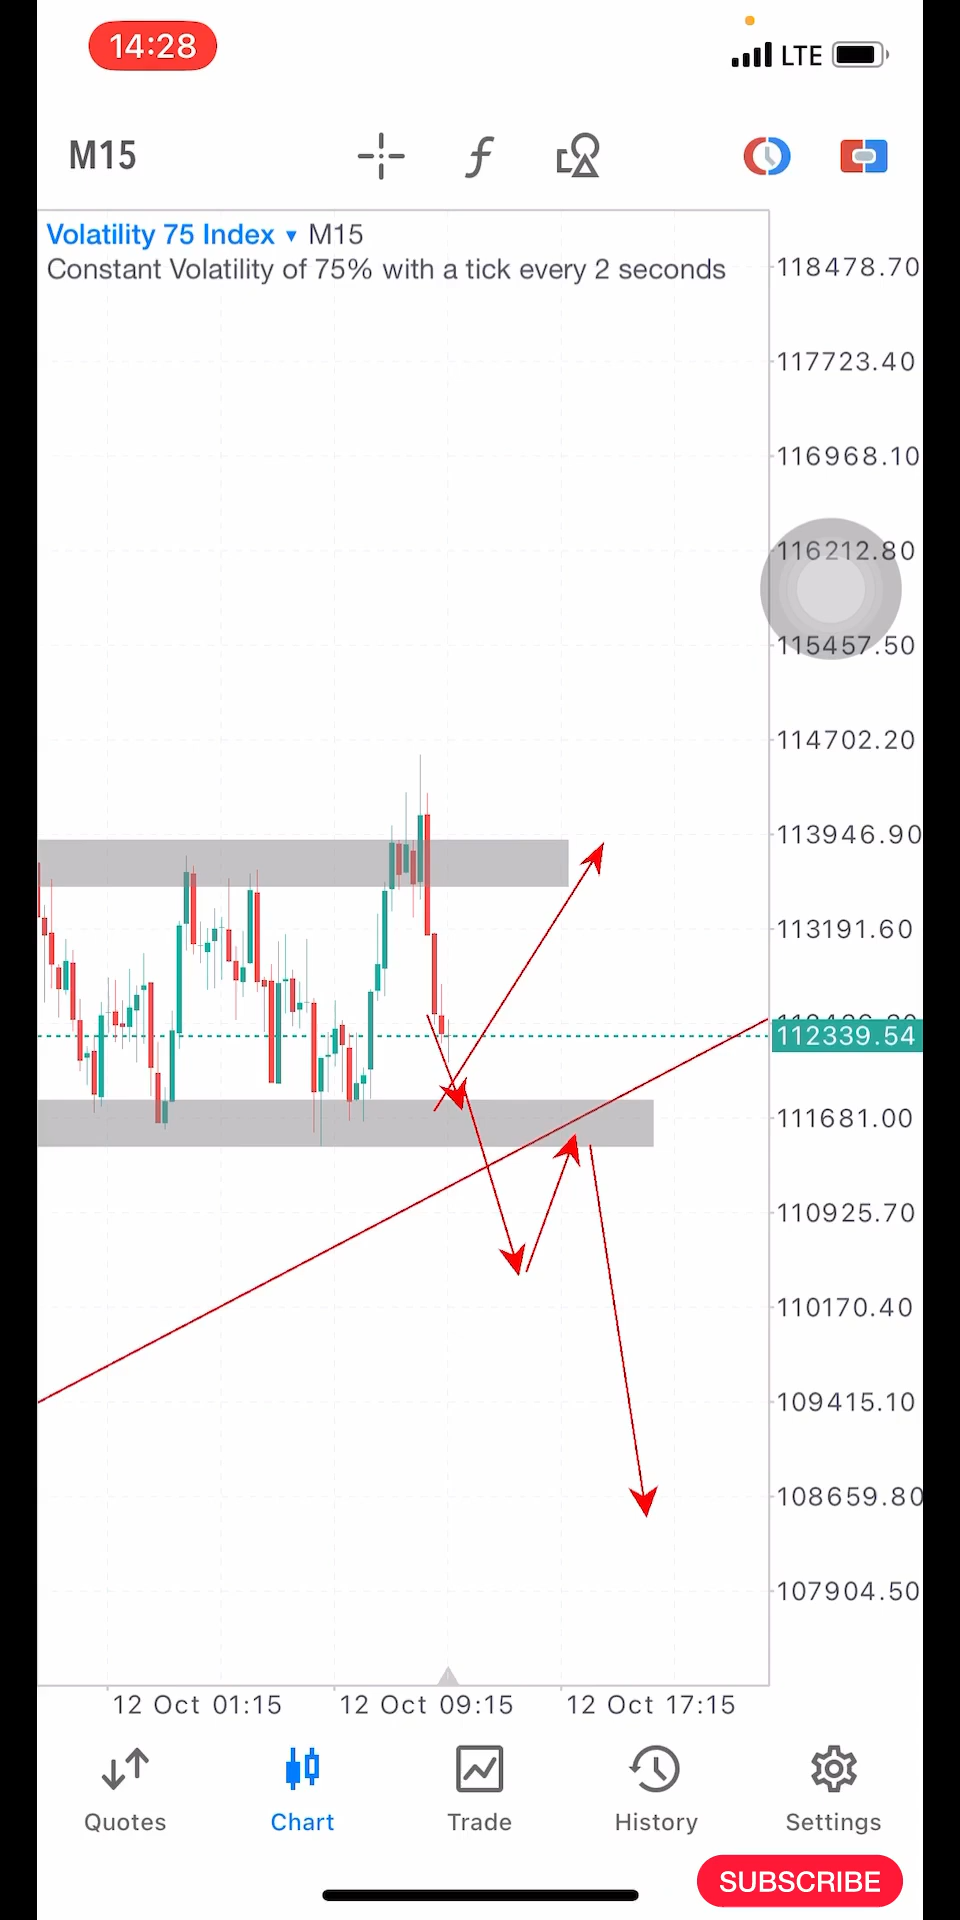 14:28
LTE
M15
Volatility 75 Index ▾ M15
Constant Volatility of 75% with a tick every 2 seconds
118478.70
117723.40
116968.10
116212.80
115457.50
114702.20
113946.90
113191.60
112339.54
111681.00
110925.70
110170.40
109415.10
108659.80
107904.50
12 Oct 01:15 12 Oct 09:15 12 Oct 17:15
Quotes Chart Trade History Settings
SUBSCRIBE